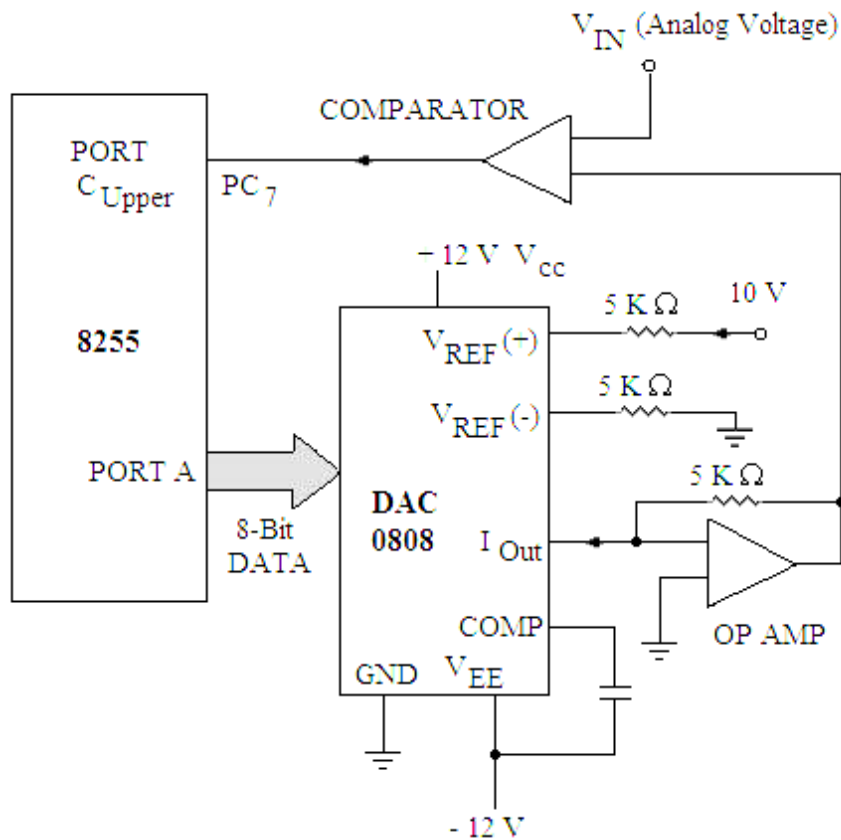 V IN (Analog Voltage)
COMPARATOR
PORT
C Upper
PC 7
– 12 V V cc
5 K Ω
10 V
8255
V REF (+)
5 K Ω
V REF (-)
PORT A
5 K Ω
DAC
0808
8-Bit
DATA
I Out
COMP
OP AMP
GND
V EE
- 12 V